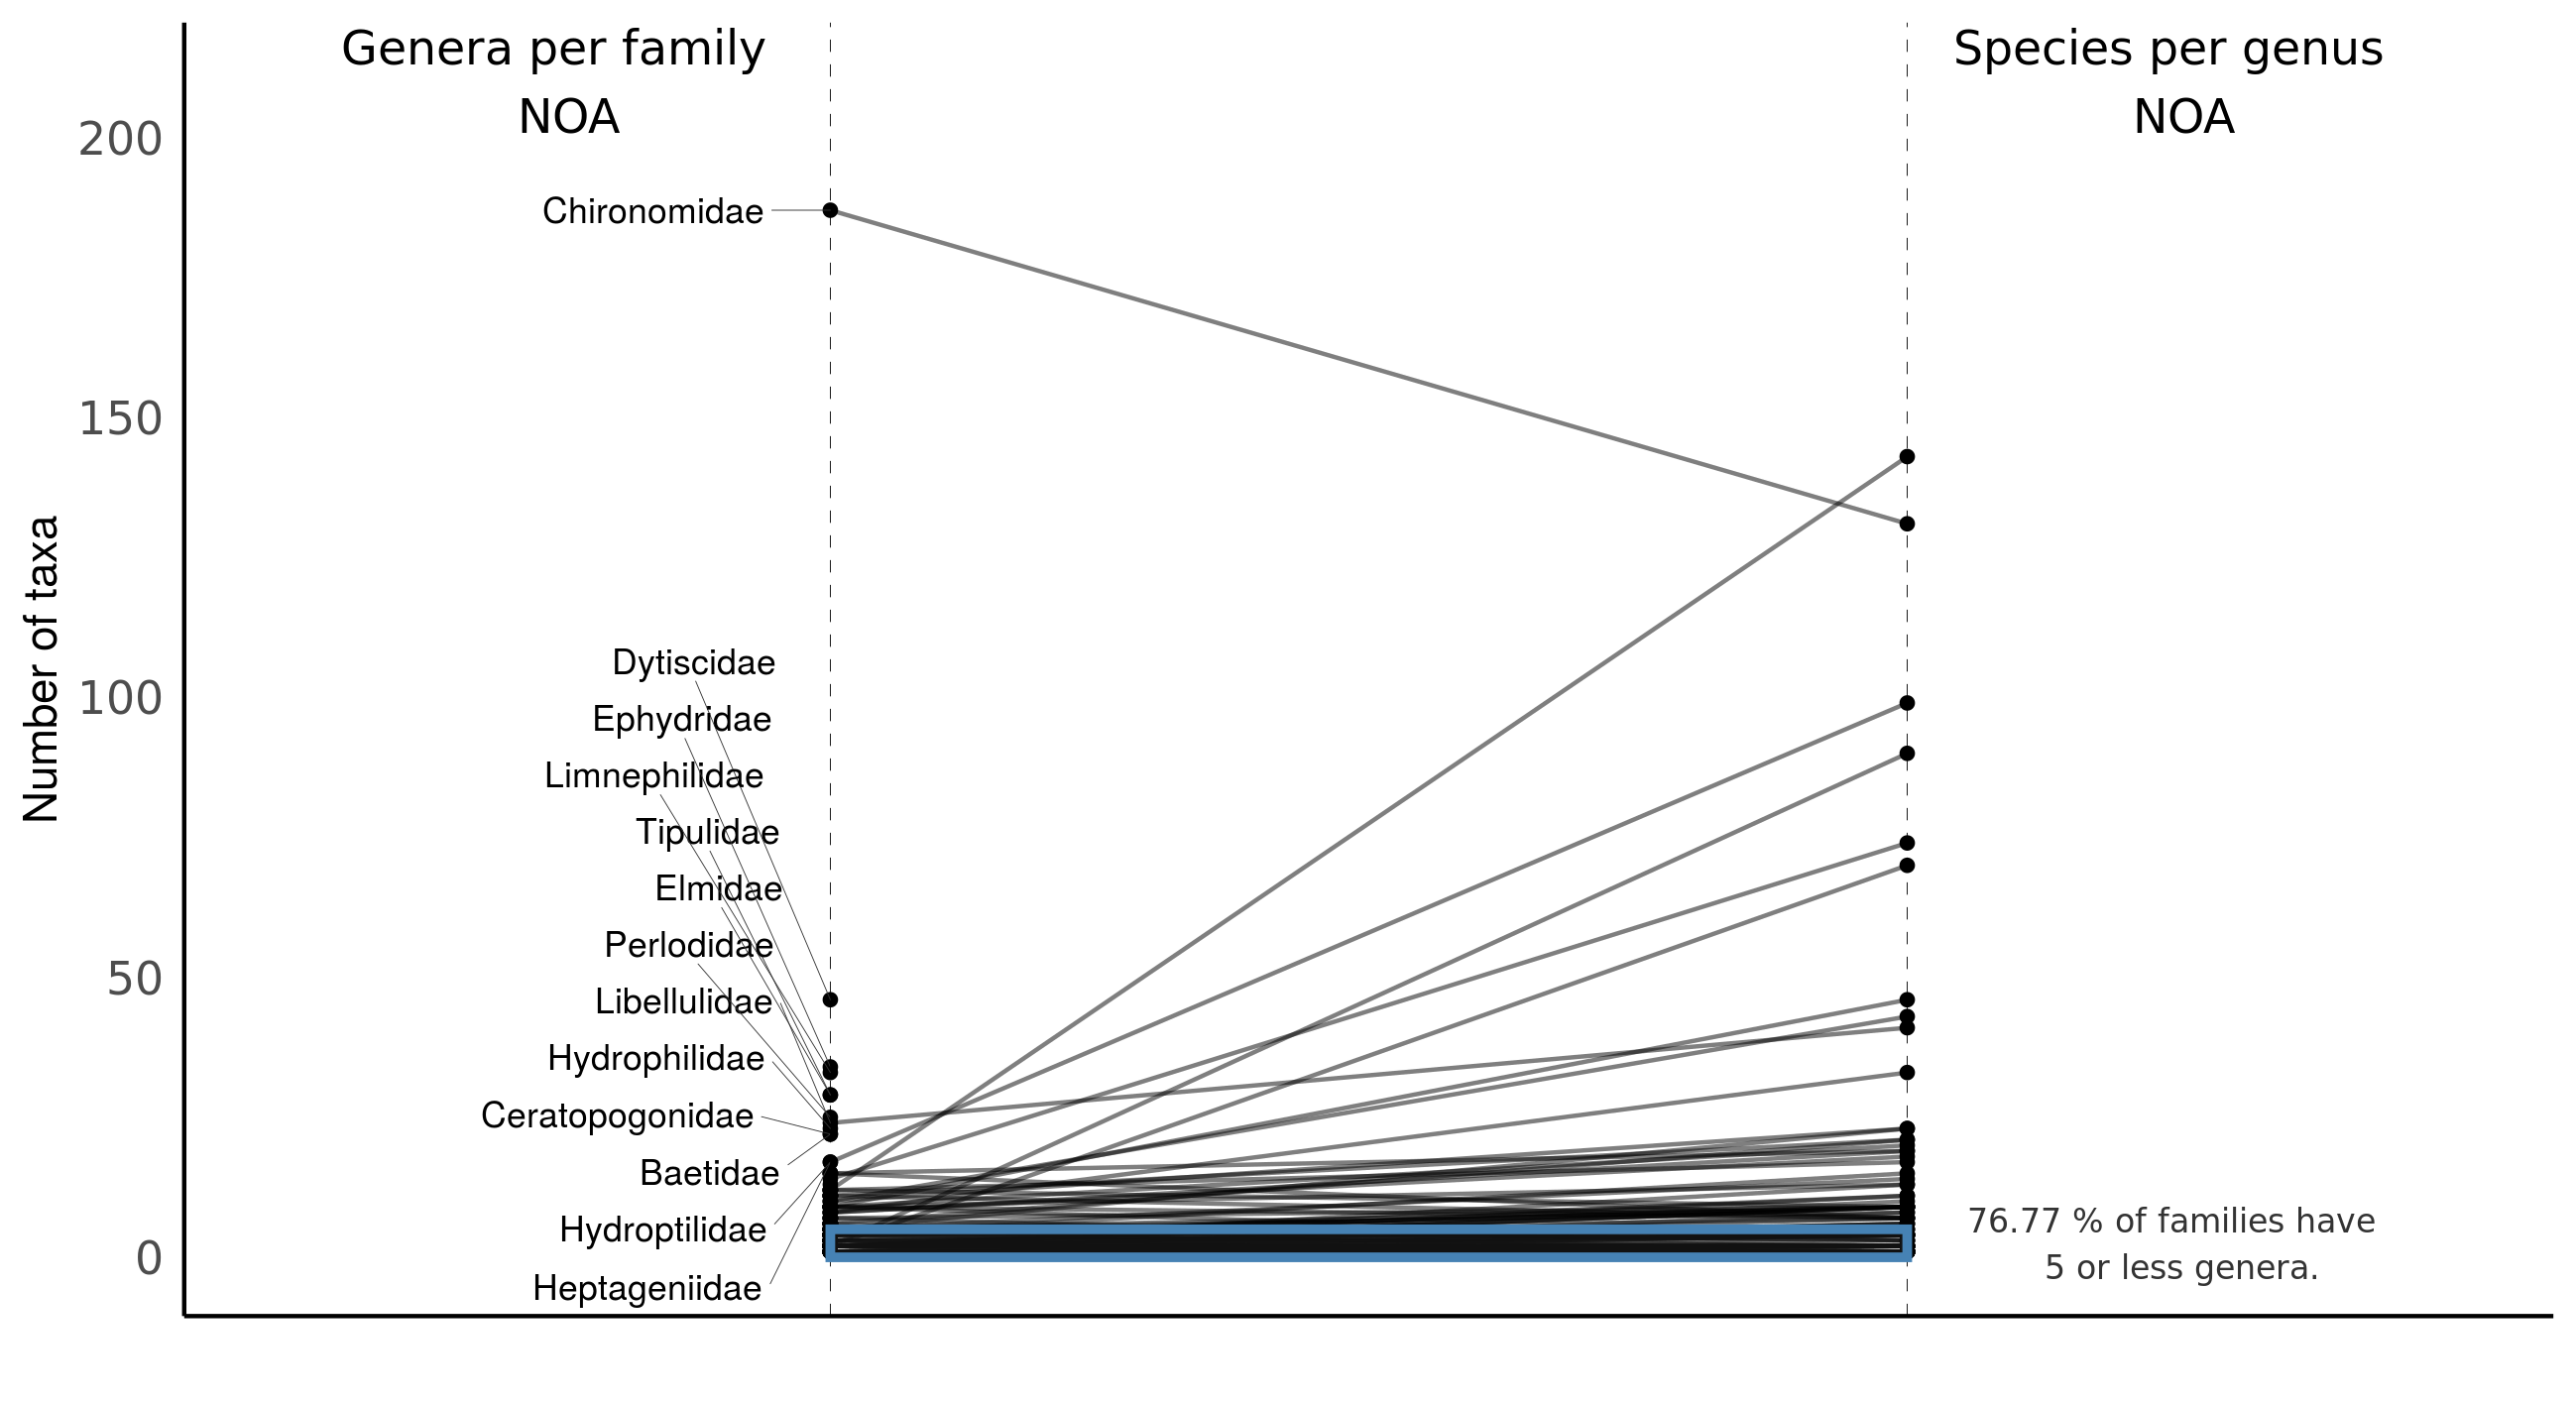 Genera per family
NOA
Species per genus
NOA
200
150
100
50
0
Number of taxa
Chironomidae
Dytiscidae
Ephydridae
Limnephilidae
Tipulidae
Elmidae
Perlodidae
Libellulidae
Hydrophilidae
Ceratopogonidae
Baetidae
Hydroptilidae
Heptageniidae
76.77 % of families have
5 or less genera.